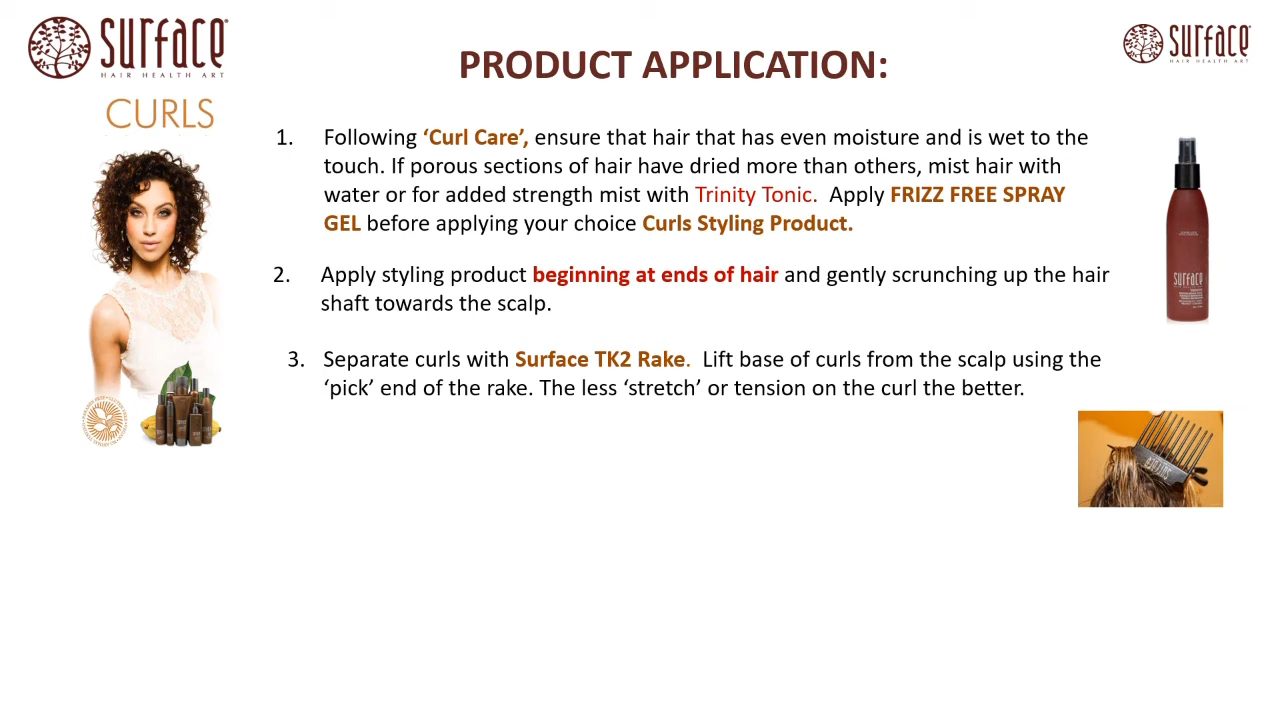 SURFACE
HAIR HEALTH ART
CURLS
PRODUCT APPLICATION:
SURFACE
HAIR HEALTH ART
1. Following ‘Curl Care’, ensure that hair that has even moisture and is wet to the
touch. If porous sections of hair have dried more than others, mist hair with
water or for added strength mist with Trinity Tonic.  Apply FRIZZ FREE SPRAY
GEL before applying your choice Curls Styling Product.
2. Apply styling product beginning at ends of hair and gently scrunching up the hair
shaft towards the scalp.
3. Separate curls with Surface TK2 Rake.  Lift base of curls from the scalp using the
‘pick’ end of the rake. The less ‘stretch’ or tension on the curl the better.
SURFACE
SURFACE